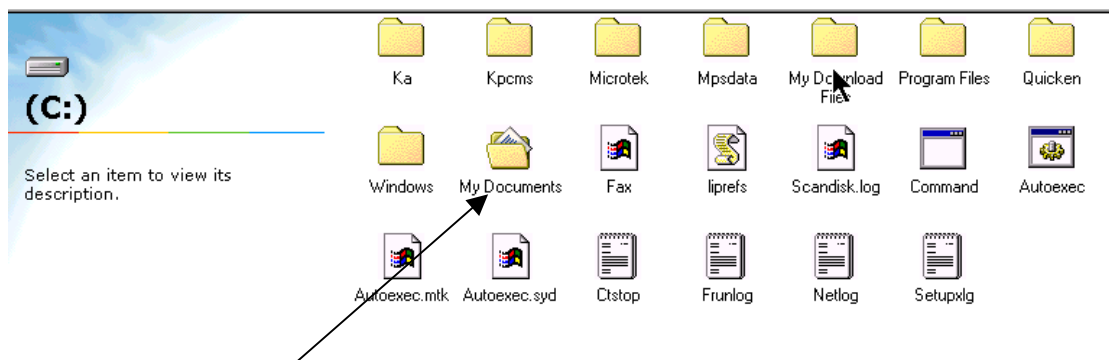 Ka Kpcms Microtek Mpsdata My Download Program Files Quicken
Files
(C:)
Select an item to view its
description.
Windows My Documents Fax liprefs Scandisk.log Command Autoexec
Autoexec.mtk Autoexec.syd Ctstop Frunlog Netlog Setupxlg